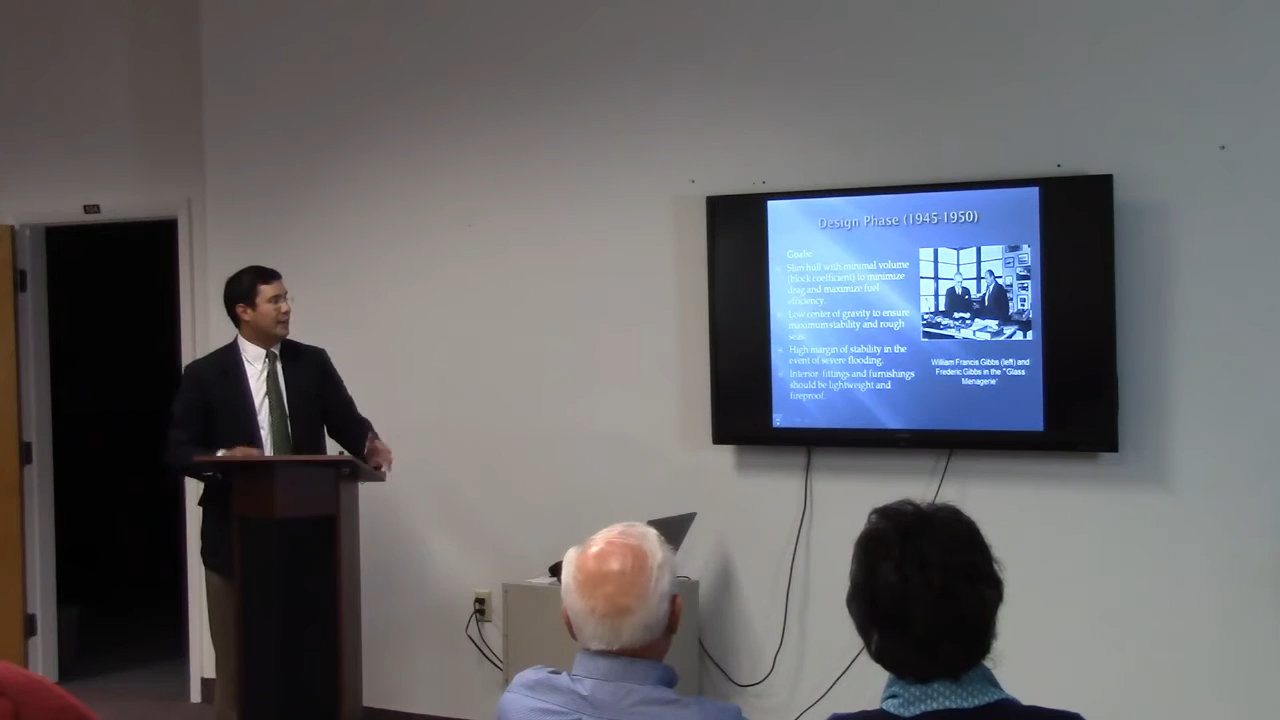 Design Phase (1945-1950)
Goals:
Slim hull with minimal volume
(block coefficient) to minimize
drag and maximize fuel
efficiency.
Low center of gravity to ensure
maximum stability and rough
seas.
High margin of stability in the
event of severe flooding.
Interior fittings and furnishings
should be lightweight and
fireproof.
William Francis Gibbs (left) and
Frederic Gibbs in the "Glass
Menagerie"